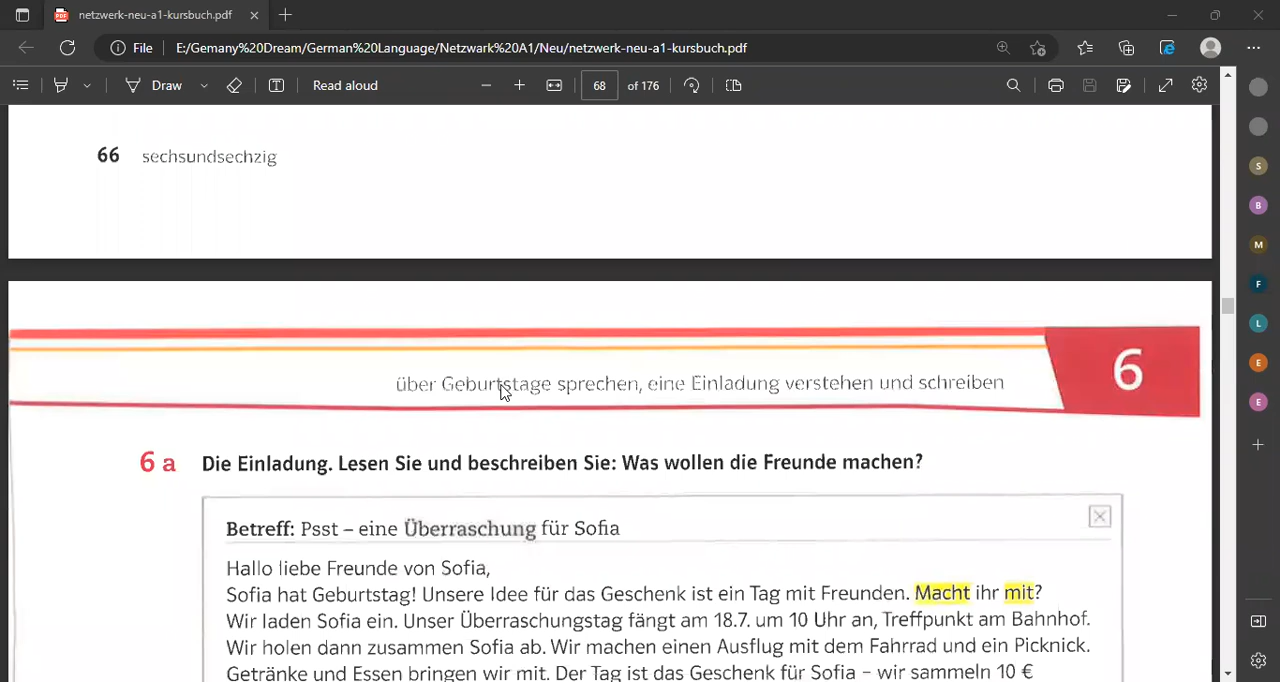 netzwerk-neu-a1-kursbuch.pdf
File
E:/Gemany%20Dream/German%20Language/Netzwark%20A1/Neu/netzwerk-neu-a1-kursbuch.pdf
Draw
Read aloud
68
of 176
66 sechsundsechzig
über Geburtstage sprechen, eine Einladung verstehen und schreiben
6
6 a Die Einladung. Lesen Sie und beschreiben Sie: Was wollen die Freunde machen?
Betreff: Psst – eine Überraschung für Sofia
Hallo liebe Freunde von Sofia,
Sofia hat Geburtstag! Unsere Idee für das Geschenk ist ein Tag mit Freunden. Macht ihr mit?
Wir laden Sofia ein. Unser Überraschungstag fängt am 18.7. um 10 Uhr an, Treffpunkt am Bahnhof.
Wir holen dann zusammen Sofia ab. Wir machen einen Ausflug mit dem Fahrrad und ein Picknick.
Getränke und Essen bringen wir mit. Der Tag ist das Geschenk für Sofia – wir sammeln 10 €
S
B
M
F
L
E
E